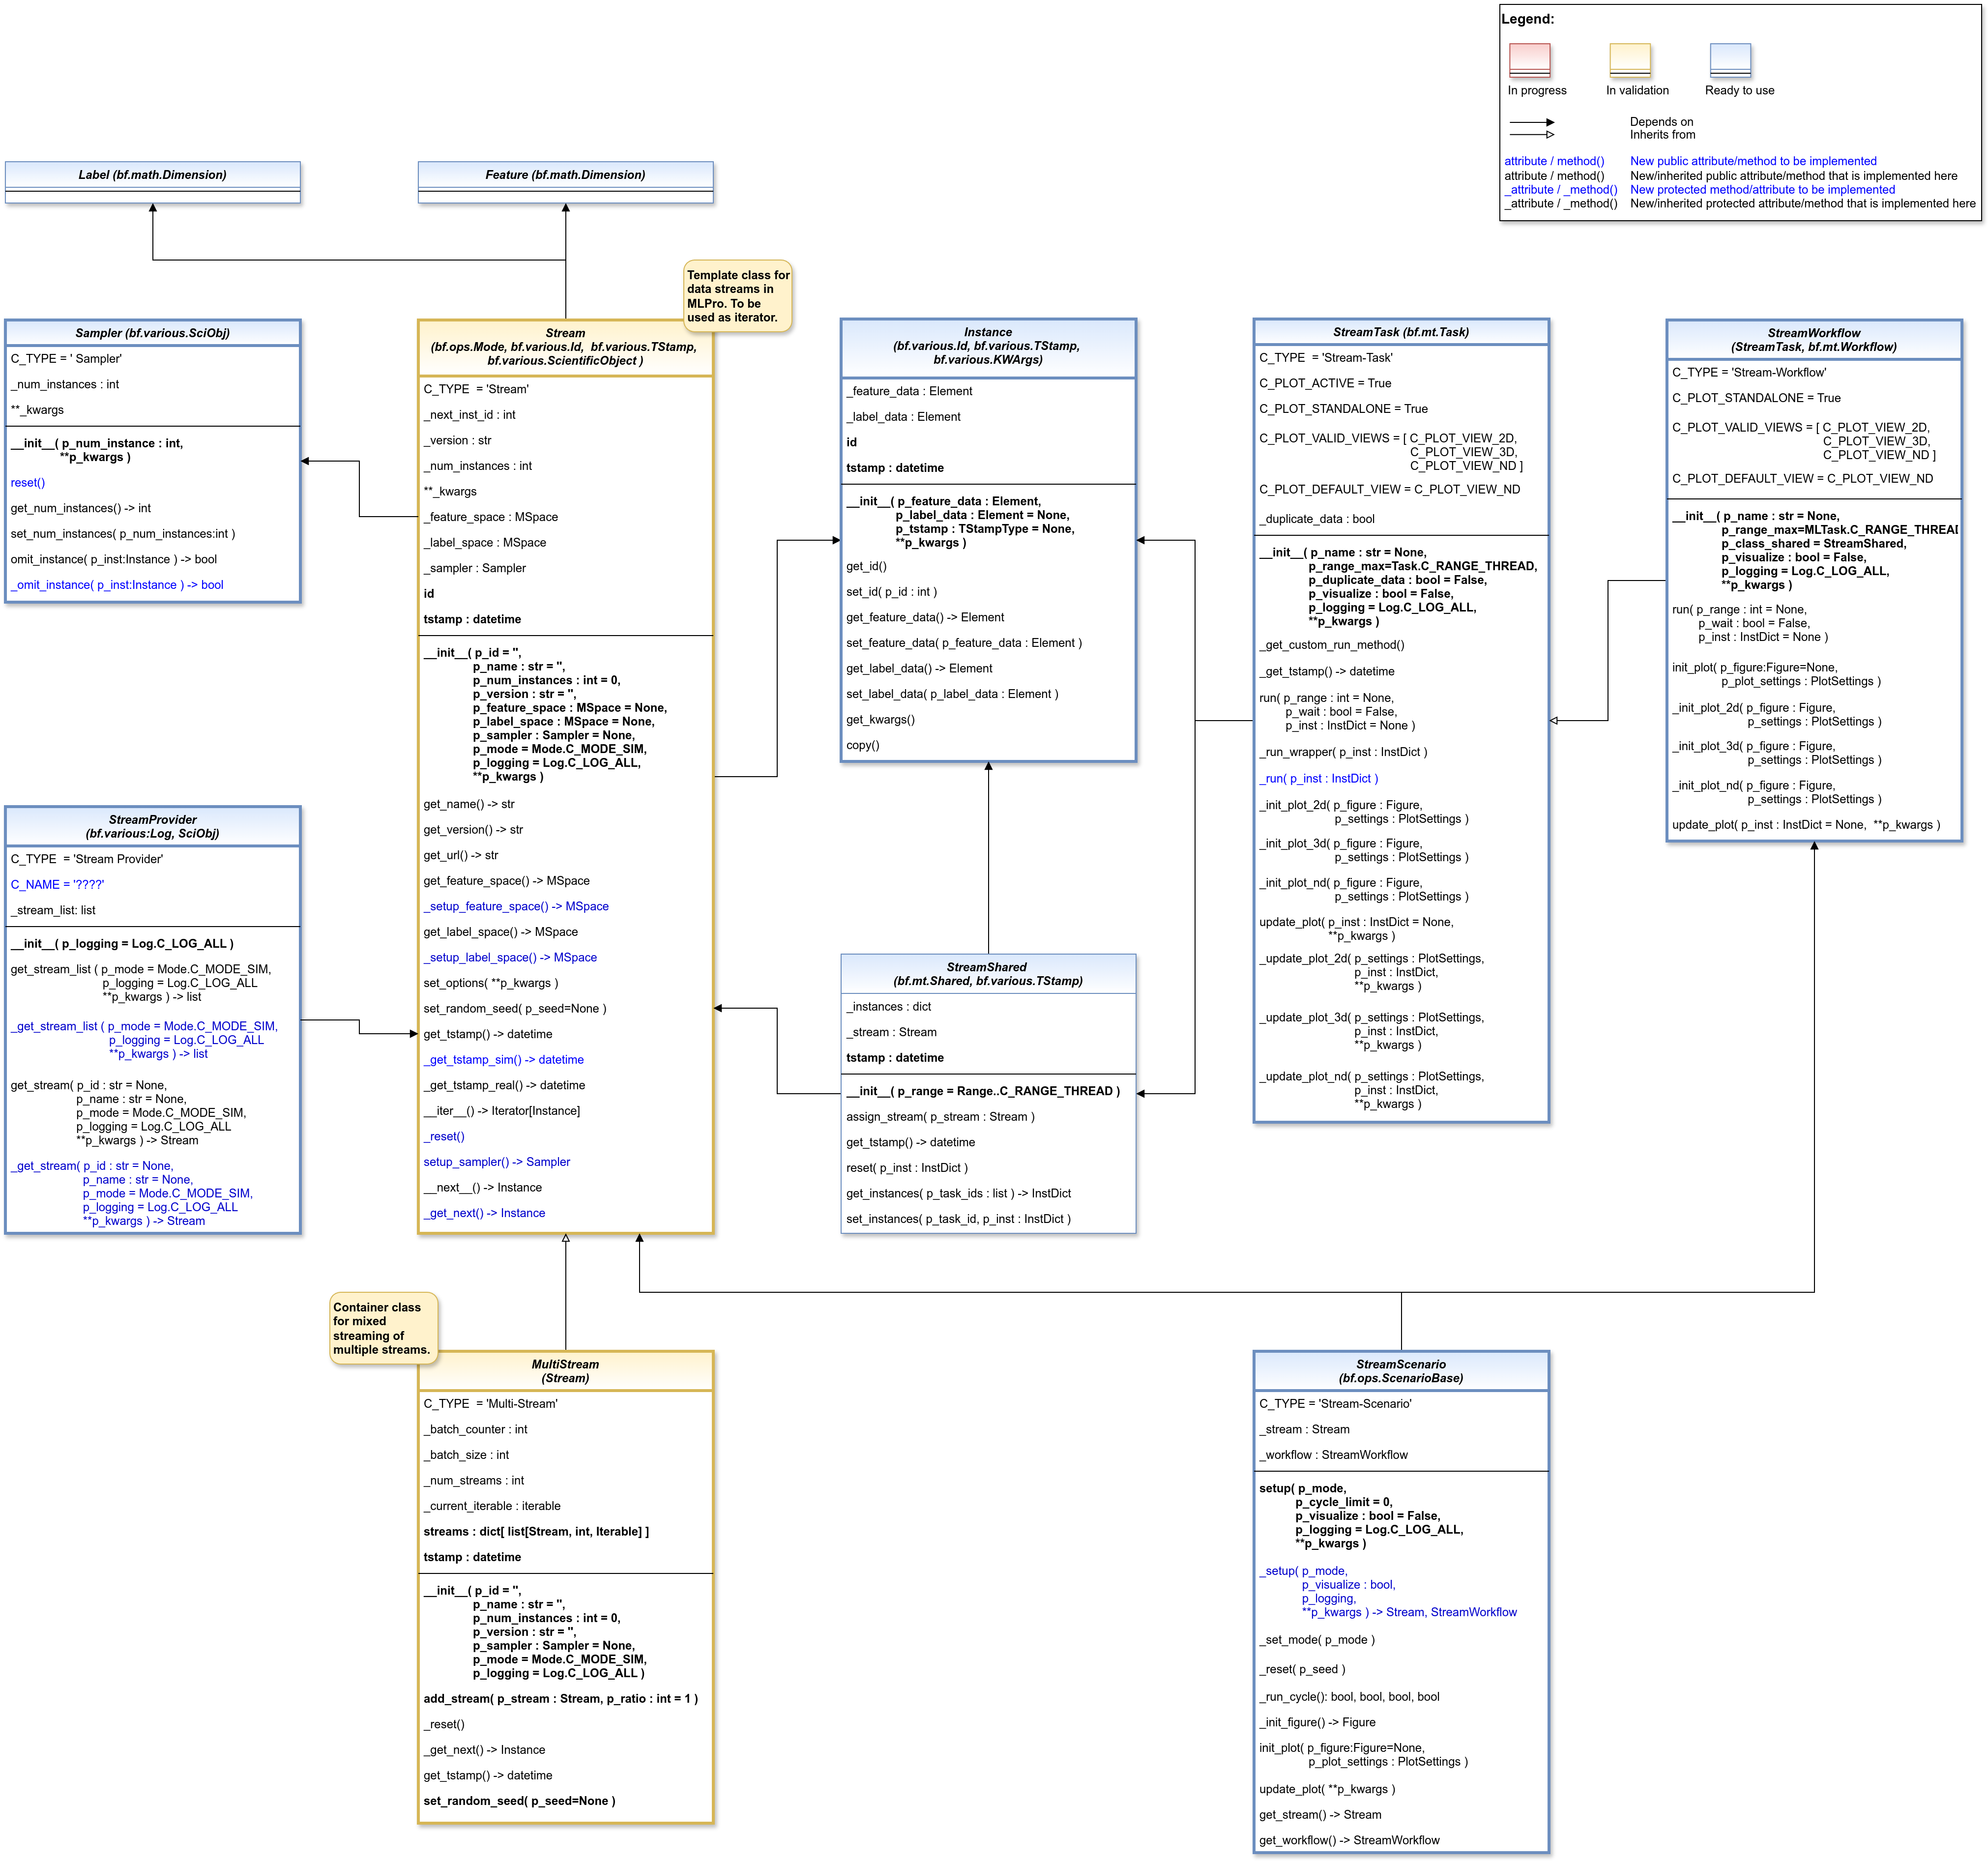 Legend:
In progress
In validation
Ready to use
Depends on
Inherits from
attribute / method() New public attribute/method to be implemented
attribute / method() New/inherited public attribute/method that is implemented here
_attribute / _method() New protected method/attribute to be implemented
_attribute / _method() New/inherited protected attribute/method that is implemented here
Label (bf.math.Dimension)
Feature (bf.math.Dimension)
Template class for
data streams in
MLPro. To be
used as iterator.
Sampler (bf.various.SciObj)
C_TYPE = ' Sampler'
_num_instances : int
**_kwargs
__init__( p_num_instance : int,
**p_kwargs )
reset()
get_num_instances() -> int
set_num_instances( p_num_instances:int )
omit_instance( p_inst:Instance ) -> bool
_omit_instance( p_inst:Instance ) -> bool
Stream
(bf.ops.Mode, bf.various.Id,  bf.various.TStamp,
bf.various.ScientificObject )
C_TYPE  = 'Stream'
_next_inst_id : int
_version : str
_num_instances : int
**_kwargs
_feature_space : MSpace
_label_space : MSpace
_sampler : Sampler
id
tstamp : datetime
__init__( p_id = '',
p_name : str = '',
p_num_instances : int = 0,
p_version : str = '',
p_feature_space : MSpace = None,
p_label_space : MSpace = None,
p_sampler : Sampler = None,
p_mode = Mode.C_MODE_SIM,
p_logging = Log.C_LOG_ALL,
**p_kwargs )
get_name() -> str
get_version() -> str
get_url() -> str
get_feature_space() -> MSpace
_setup_feature_space() -> MSpace
get_label_space() -> MSpace
_setup_label_space() -> MSpace
set_options( **p_kwargs )
set_random_seed( p_seed=None )
get_tstamp() -> datetime
_get_tstamp_sim() -> datetime
_get_tstamp_real() -> datetime
__iter__() -> Iterator[Instance]
_reset()
setup_sampler() -> Sampler
__next__() -> Instance
_get_next() -> Instance
Instance
(bf.various.Id, bf.various.TStamp,
bf.various.KWArgs)
_feature_data : Element
_label_data : Element
id
tstamp : datetime
__init__( p_feature_data : Element,
p_label_data : Element = None,
p_tstamp : TStampType = None,
**p_kwargs )
get_id()
set_id( p_id : int )
get_feature_data() -> Element
set_feature_data( p_feature_data : Element )
get_label_data() -> Element
set_label_data( p_label_data : Element )
get_kwargs()
copy()
StreamTask (bf.mt.Task)
C_TYPE  = 'Stream-Task'
C_PLOT_ACTIVE = True
C_PLOT_STANDALONE = True
C_PLOT_VALID_VIEWS = [ C_PLOT_VIEW_2D,
C_PLOT_VIEW_3D,
C_PLOT_VIEW_ND ]
C_PLOT_DEFAULT_VIEW = C_PLOT_VIEW_ND
_duplicate_data : bool
__init__( p_name : str = None,
p_range_max=Task.C_RANGE_THREAD,
p_duplicate_data : bool = False,
p_visualize : bool = False,
p_logging = Log.C_LOG_ALL,
**p_kwargs )
_get_custom_run_method()
_get_tstamp() -> datetime
run( p_range : int = None,
p_wait : bool = False,
p_inst : InstDict = None )
_run_wrapper( p_inst : InstDict )
_run( p_inst : InstDict )
_init_plot_2d( p_figure : Figure,
p_settings : PlotSettings )
_init_plot_3d( p_figure : Figure,
p_settings : PlotSettings )
_init_plot_nd( p_figure : Figure,
p_settings : PlotSettings )
update_plot( p_inst : InstDict = None,
**p_kwargs )
_update_plot_2d( p_settings : PlotSettings,
p_inst : InstDict,
**p_kwargs )
_update_plot_3d( p_settings : PlotSettings,
p_inst : InstDict,
**p_kwargs )
_update_plot_nd( p_settings : PlotSettings,
p_inst : InstDict,
**p_kwargs )
StreamWorkflow
(StreamTask, bf.mt.Workflow)
C_TYPE = 'Stream-Workflow'
C_PLOT_STANDALONE = True
C_PLOT_VALID_VIEWS = [ C_PLOT_VIEW_2D,
C_PLOT_VIEW_3D,
C_PLOT_VIEW_ND ]
C_PLOT_DEFAULT_VIEW = C_PLOT_VIEW_ND
__init__( p_name : str = None,
p_range_max=MLTask.C_RANGE_THREAD
p_class_shared = StreamShared,
p_visualize : bool = False,
p_logging = Log.C_LOG_ALL,
**p_kwargs )
run( p_range : int = None,
p_wait : bool = False,
p_inst : InstDict = None )
init_plot( p_figure:Figure=None,
p_plot_settings : PlotSettings )
_init_plot_2d( p_figure : Figure,
p_settings : PlotSettings )
_init_plot_3d( p_figure : Figure,
p_settings : PlotSettings )
_init_plot_nd( p_figure : Figure,
p_settings : PlotSettings )
update_plot( p_inst : InstDict = None,  **p_kwargs )
StreamProvider
(bf.various:Log, SciObj)
C_TYPE  = 'Stream Provider'
C_NAME = '????'
_stream_list: list
__init__( p_logging = Log.C_LOG_ALL )
get_stream_list ( p_mode = Mode.C_MODE_SIM,
p_logging = Log.C_LOG_ALL
**p_kwargs ) -> list
_get_stream_list ( p_mode = Mode.C_MODE_SIM,
p_logging = Log.C_LOG_ALL
**p_kwargs ) -> list
get_stream( p_id : str = None,
p_name : str = None,
p_mode = Mode.C_MODE_SIM,
p_logging = Log.C_LOG_ALL
**p_kwargs ) -> Stream
_get_stream( p_id : str = None,
p_name : str = None,
p_mode = Mode.C_MODE_SIM,
p_logging = Log.C_LOG_ALL
**p_kwargs ) -> Stream
StreamShared
(bf.mt.Shared, bf.various.TStamp)
_instances : dict
_stream : Stream
tstamp : datetime
__init__( p_range = Range..C_RANGE_THREAD )
assign_stream( p_stream : Stream )
get_tstamp() -> datetime
reset( p_inst : InstDict )
get_instances( p_task_ids : list ) -> InstDict
set_instances( p_task_id, p_inst : InstDict )
Container class
for mixed
streaming of
multiple streams.
MultiStream
(Stream)
C_TYPE  = 'Multi-Stream'
_batch_counter : int
_batch_size : int
_num_streams : int
_current_iterable : iterable
streams : dict[ list[Stream, int, Iterable] ]
tstamp : datetime
__init__( p_id = '',
p_name : str = '',
p_num_instances : int = 0,
p_version : str = '',
p_sampler : Sampler = None,
p_mode = Mode.C_MODE_SIM,
p_logging = Log.C_LOG_ALL )
add_stream( p_stream : Stream, p_ratio : int = 1 )
_reset()
_get_next() -> Instance
get_tstamp() -> datetime
set_random_seed( p_seed=None )
StreamScenario
(bf.ops.ScenarioBase)
C_TYPE = 'Stream-Scenario'
_stream : Stream
_workflow : StreamWorkflow
setup( p_mode,
p_cycle_limit = 0,
p_visualize : bool = False,
p_logging = Log.C_LOG_ALL,
**p_kwargs )
_setup( p_mode,
p_visualize : bool,
p_logging,
**p_kwargs ) -> Stream, StreamWorkflow
_set_mode( p_mode )
_reset( p_seed )
_run_cycle(): bool, bool, bool, bool
_init_figure() -> Figure
init_plot( p_figure:Figure=None,
p_plot_settings : PlotSettings )
update_plot( **p_kwargs )
get_stream() -> Stream
get_workflow() -> StreamWorkflow